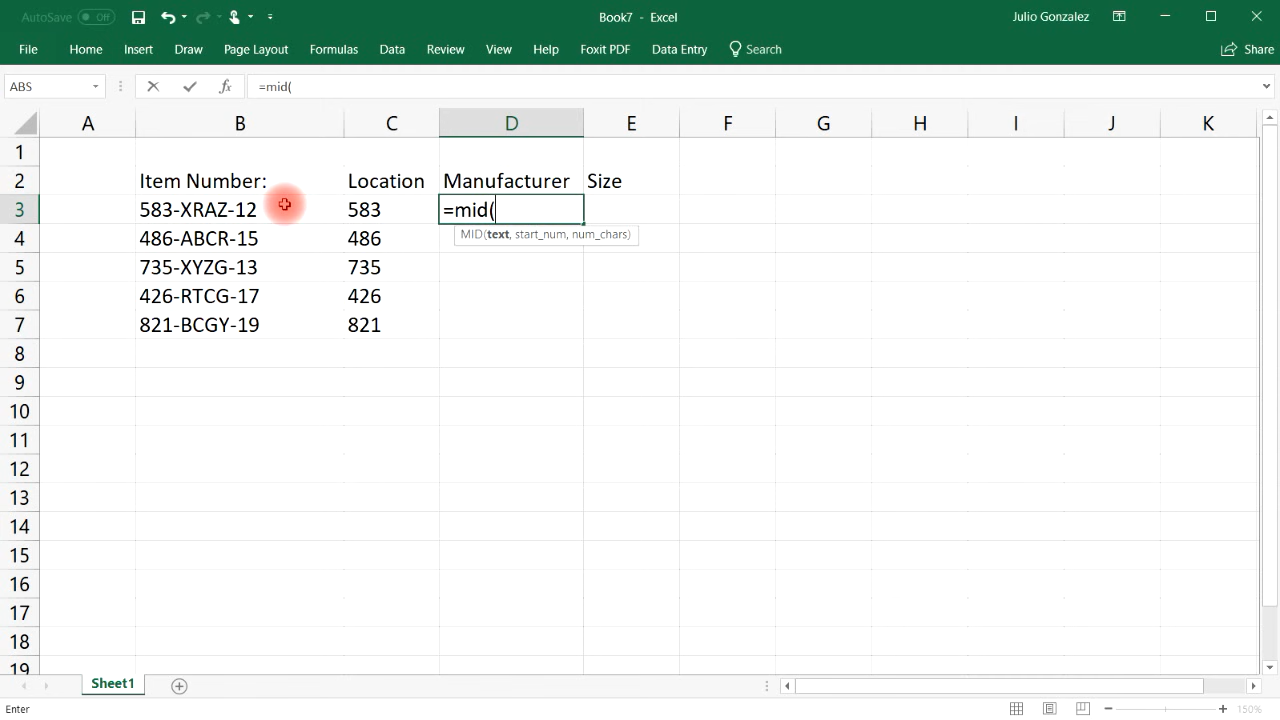 AutoSave Off Book7 - Excel Julio Gonzalez
File Home Insert Draw Page Layout Formulas Data Review View Help Foxit PDF Data Entry Search Share
ABS fx =mid(
A B C D E F G H I J K
1
2 Item Number: Location Manufacturer Size
3 583-XRAZ-12 583 =mid(
MID(text, start_num, num_chars)
4 486-ABCR-15 486
5 735-XYZG-13 735
6 426-RTCG-17 426
7 821-BCGY-19 821
8
9
10
11
12
13
14
15
16
17
18
19
Sheet1
Enter 150%